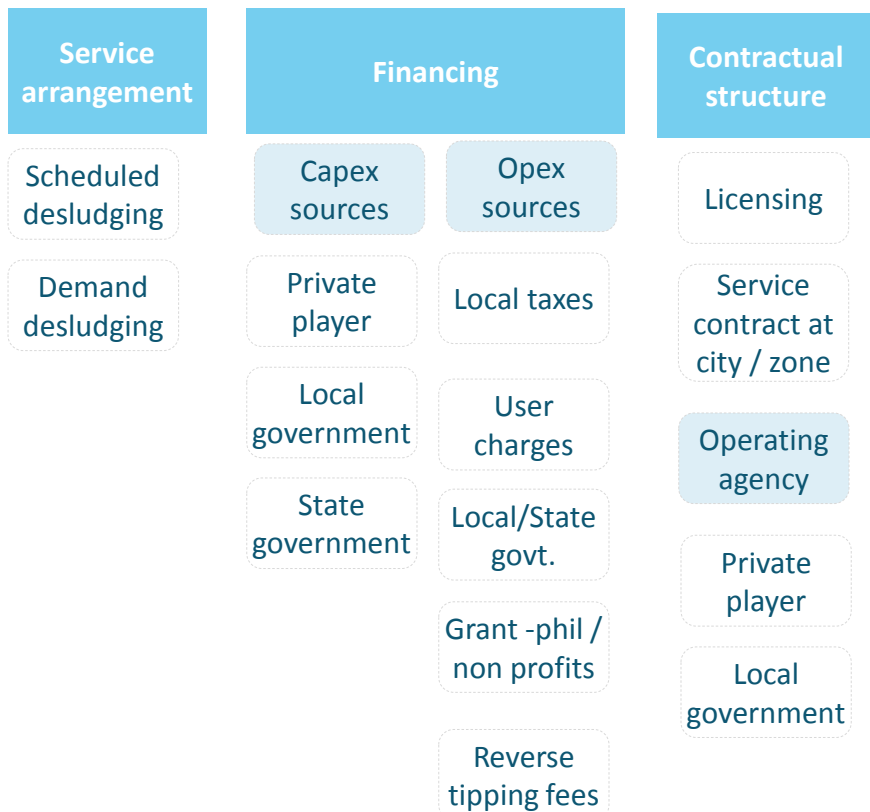 Service
arrangement
Scheduled
desludging
Demand
desludging
Financing
Capex
sources
Private
player
Local
government
State
government
Opex
sources
Local taxes
User
charges
Local/State
govt.
Grant -phil /
non profits
Reverse
tipping fees
Contractual
structure
Licensing
Service
contract at
city / zone
Operating
agency
Private
player
Local
government